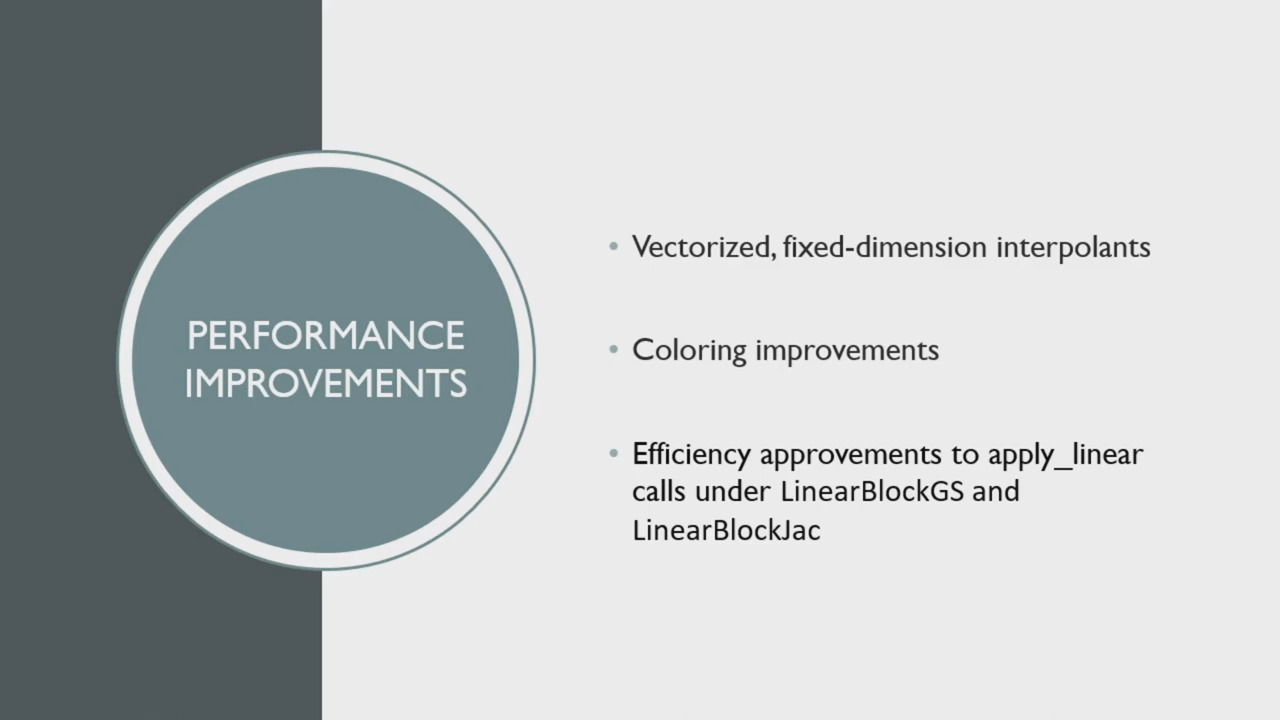 PERFORMANCE
IMPROVEMENTS
• Vectorized, fixed-dimension interpolants
• Coloring improvements
• Efficiency approvements to apply_linear
calls under LinearBlockGS and
LinearBlockJac